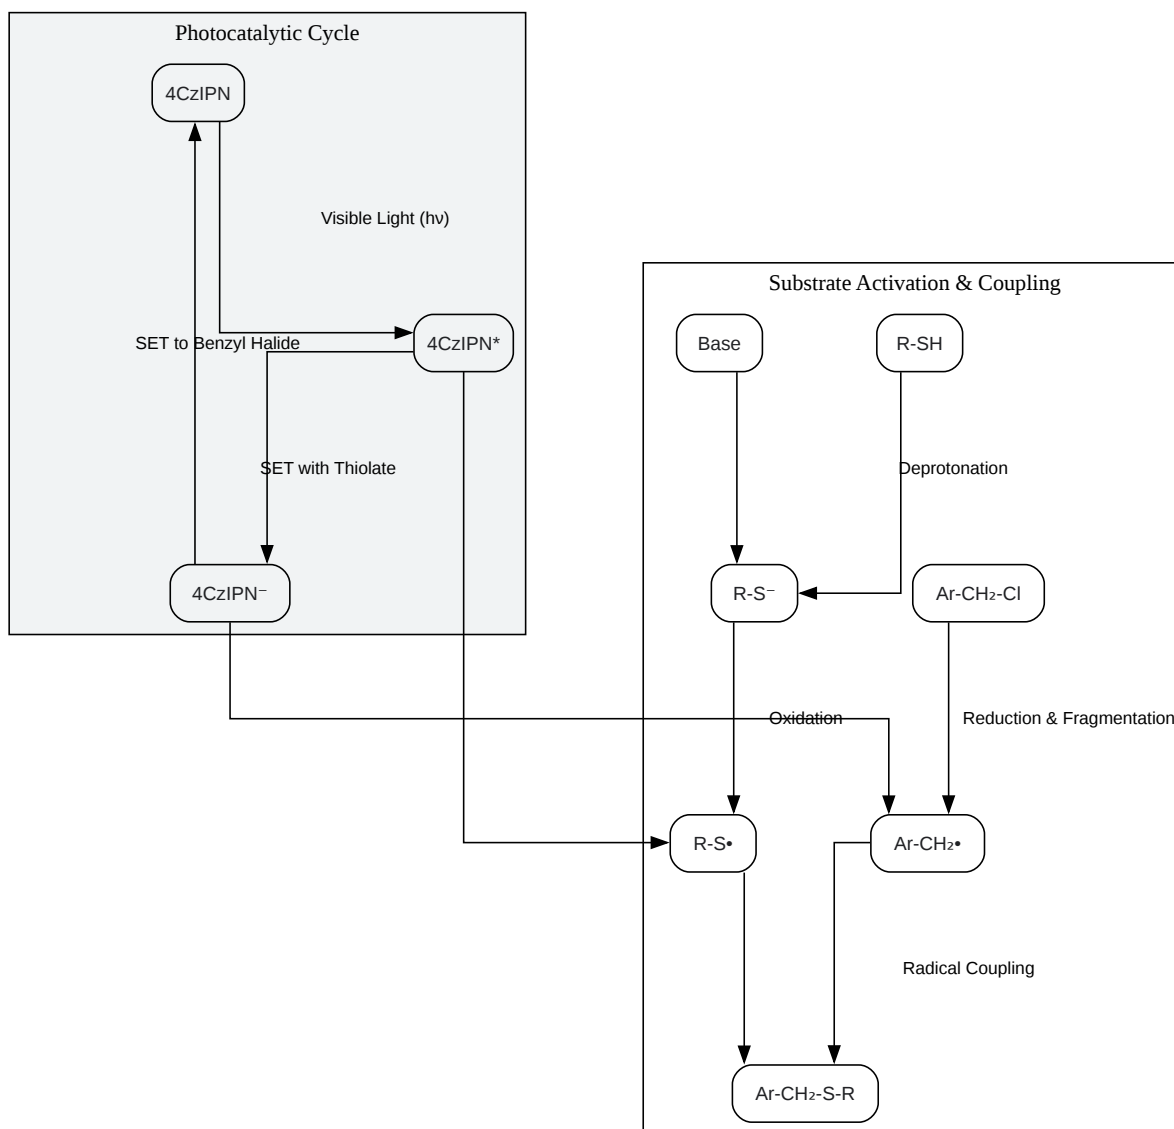 Photocatalytic Cycle
4CzIPN
Visible Light (hν)
Substrate Activation & Coupling
SET to Benzyl Halide
4CzIPN*
Base
R-SH
SET with Thiolate
Deprotonation
4CzIPN⁻
R-S⁻
Ar-CH₂-Cl
Oxidation
Reduction & Fragmentation
R-S•
Ar-CH₂•
Radical Coupling
Ar-CH₂-S-R